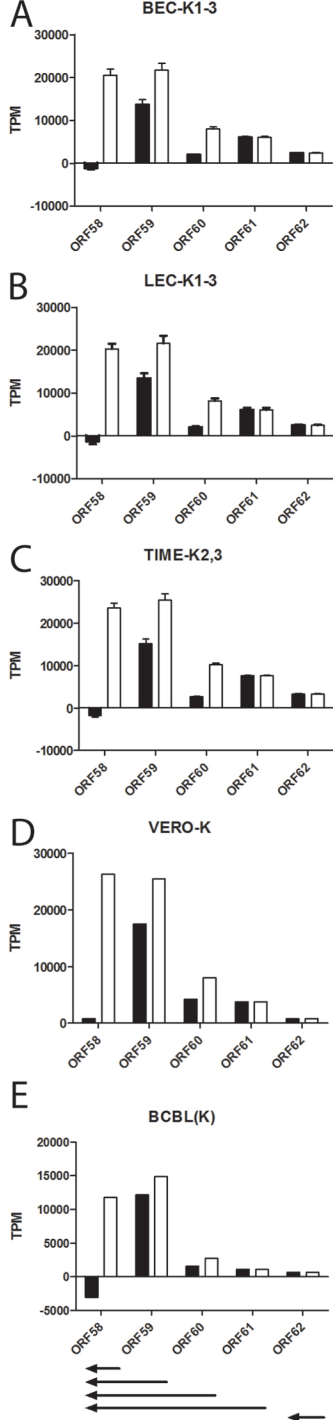 A
BEC-K1-3
TPM
30000
20000
10000
0
-10000
ORF58
ORF59
ORF60
ORF61
ORF62
B
LEC-K1-3
TPM
30000
20000
10000
0
-10000
ORF58
ORF59
ORF60
ORF61
ORF62
C
TIME-K2,3
TPM
30000
20000
10000
0
-10000
ORF58
ORF59
ORF60
ORF61
ORF62
D
VERO-K
TPM
30000
20000
10000
0
ORF58
ORF59
ORF60
ORF61
ORF62
E
BCBL(K)
TPM
20000
15000
10000
5000
0
-5000
ORF58
ORF59
ORF60
ORF61
ORF62